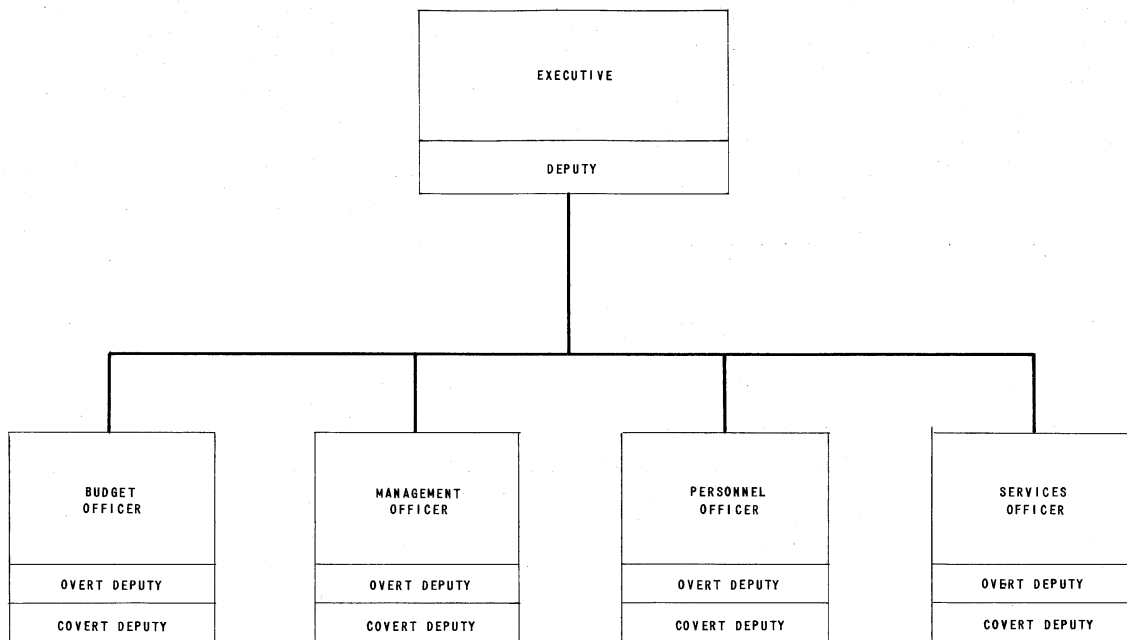 EXECUTIVE
DEPUTY
BUDGET
OFFICER
OVERT DEPUTY
COVERT DEPUTY
MANAGEMENT
OFFICER
OVERT DEPUTY
COVERT DEPUTY
PERSONNEL
OFFICER
OVERT DEPUTY
COVERT DEPUTY
SERVICES
OFFICER
OVERT DEPUTY
COVERT DEPUTY